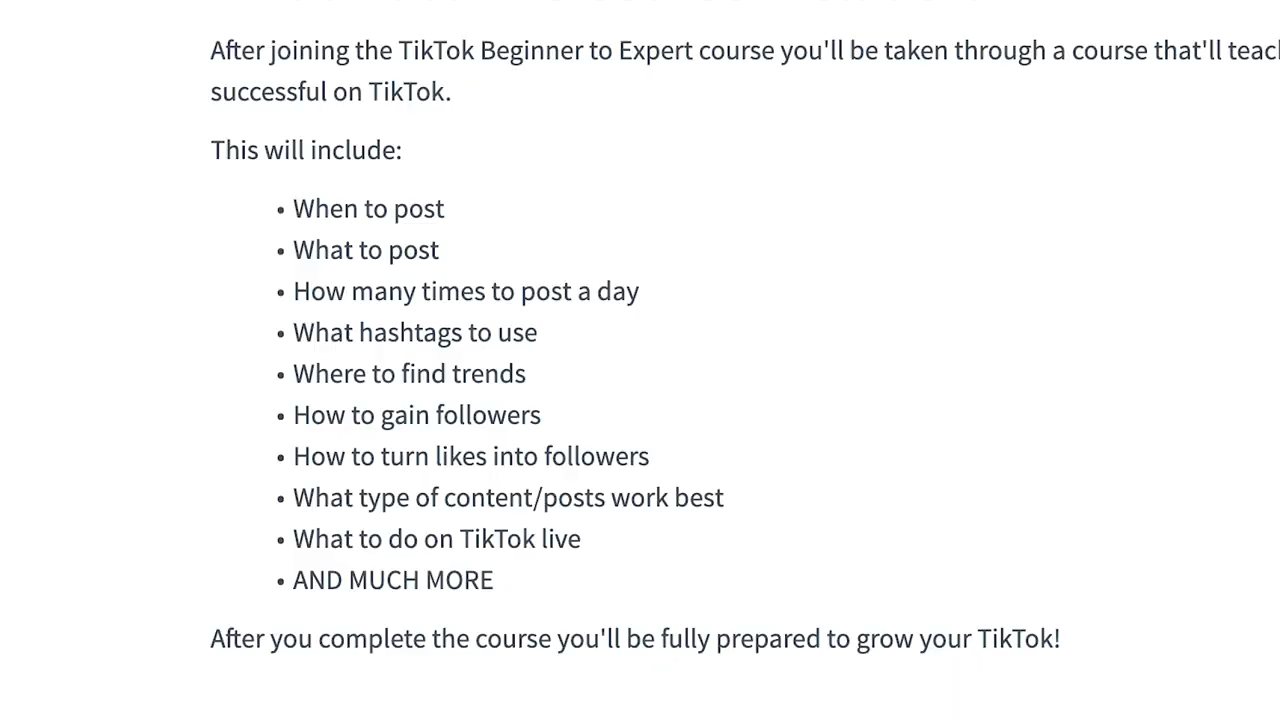 After joining the TikTok Beginner to Expert course you'll be taken through a course that'll teach
successful on TikTok.
This will include:
• When to post
• What to post
• How many times to post a day
• What hashtags to use
• Where to find trends
• How to gain followers
• How to turn likes into followers
• What type of content/posts work best
• What to do on TikTok live
• AND MUCH MORE
After you complete the course you'll be fully prepared to grow your TikTok!